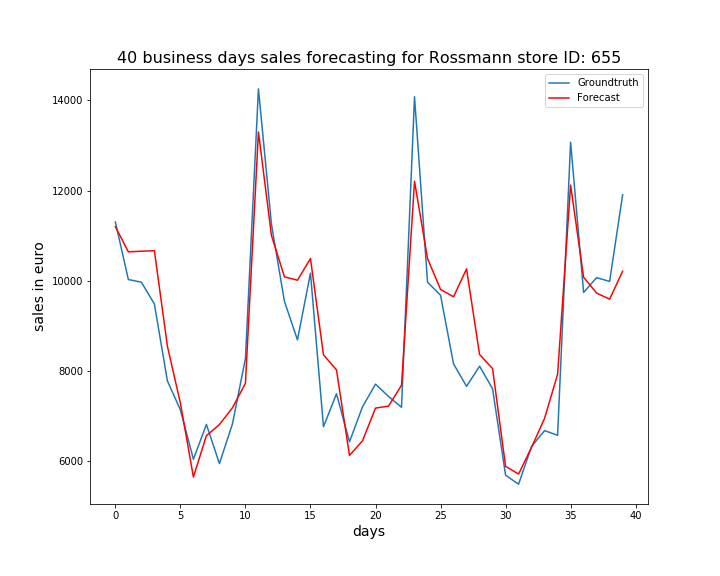 40 business days sales forecasting for Rossmann store ID: 655
Groundtruth
Forecast
14000
12000
10000
8000
6000
sales in euro
0 5 10 15 20 25 30 35 40
days